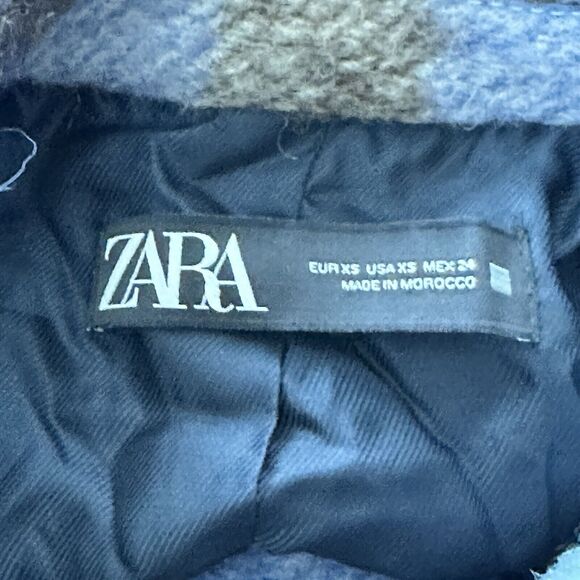 ZARA
EUR XS USA XS MEX 24
MADE IN MOROCCO